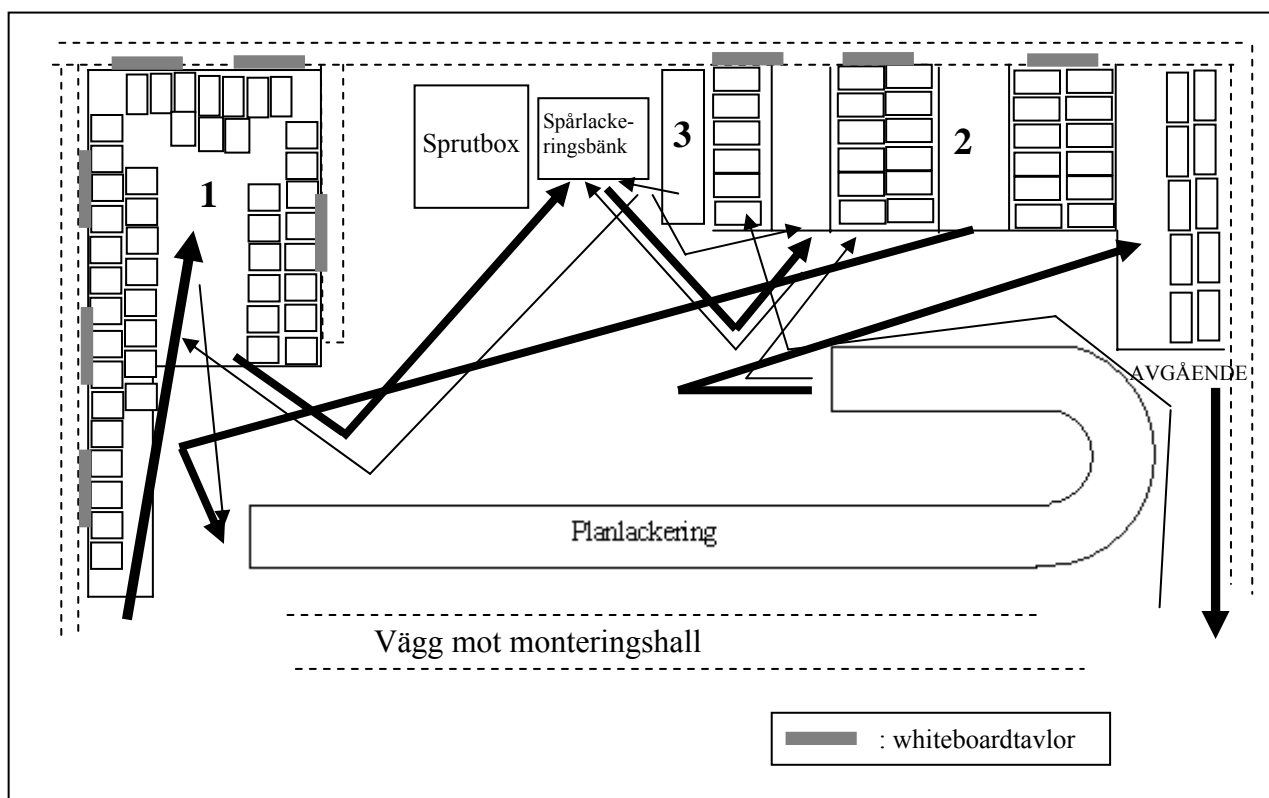 1
Sprutbox
Spårlacke-
ringsbänk
3
2
AVGÅENDE
Planlackering
Vägg mot monteringshall
: whiteboardtavlor